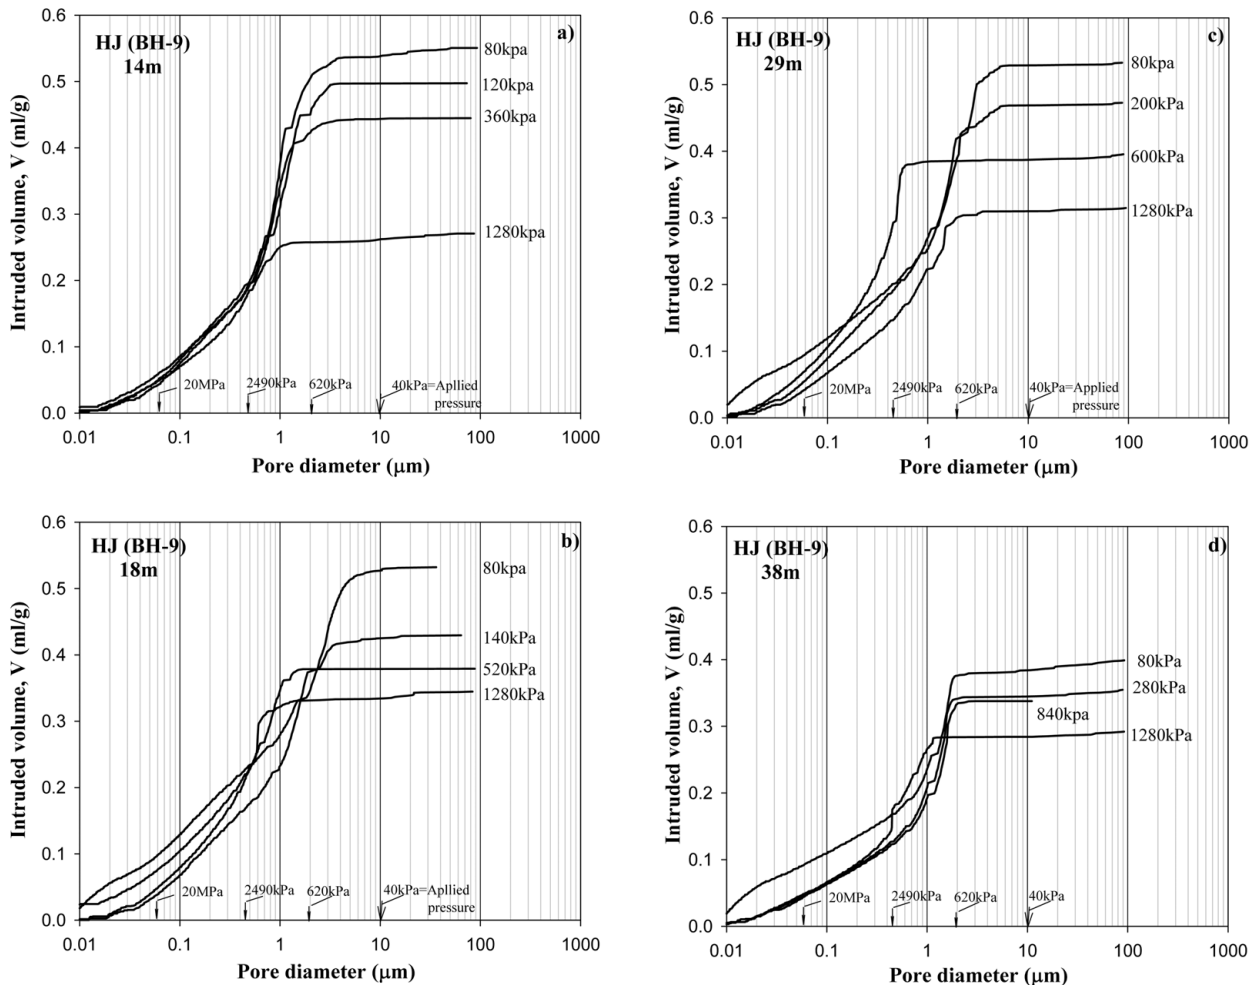 HJ (BH-9)
14m
a)
80kpa
120kpa
360kpa
1280kpa
20MPa
2490kPa
620kPa
40kPa=Apllied
pressure
0.6
0.5
0.4
0.3
0.2
0.1
0.0
0.01
0.1
1
10
100
1000
Intruded volume, V (ml/g)
Pore diameter (μm)
HJ (BH-9)
18m
b)
80kpa
140kPa
520kPa
1280kPa
20MPa
2490kPa
620kPa
40kPa=Apllied
pressure
0.6
0.5
0.4
0.3
0.2
0.1
0.0
0.01
0.1
1
10
100
1000
Intruded volume, V (ml/g)
Pore diameter (μm)
HJ (BH-9)
29m
c)
80kpa
200kPa
600kPa
1280kPa
20MPa
2490kPa
620kPa
40kPa=Apllied
pressure
0.6
0.5
0.4
0.3
0.2
0.1
0.0
0.01
0.1
1
10
100
1000
Intruded volume, V (ml/g)
Pore diameter (μm)
HJ (BH-9)
38m
d)
80kPa
280kPa
840kpa
1280kPa
20MPa
2490kPa
620kPa
40kPa
0.6
0.5
0.4
0.3
0.2
0.1
0.0
0.01
0.1
1
10
100
1000
Intruded volume, V (ml/g)
Pore diameter (μm)